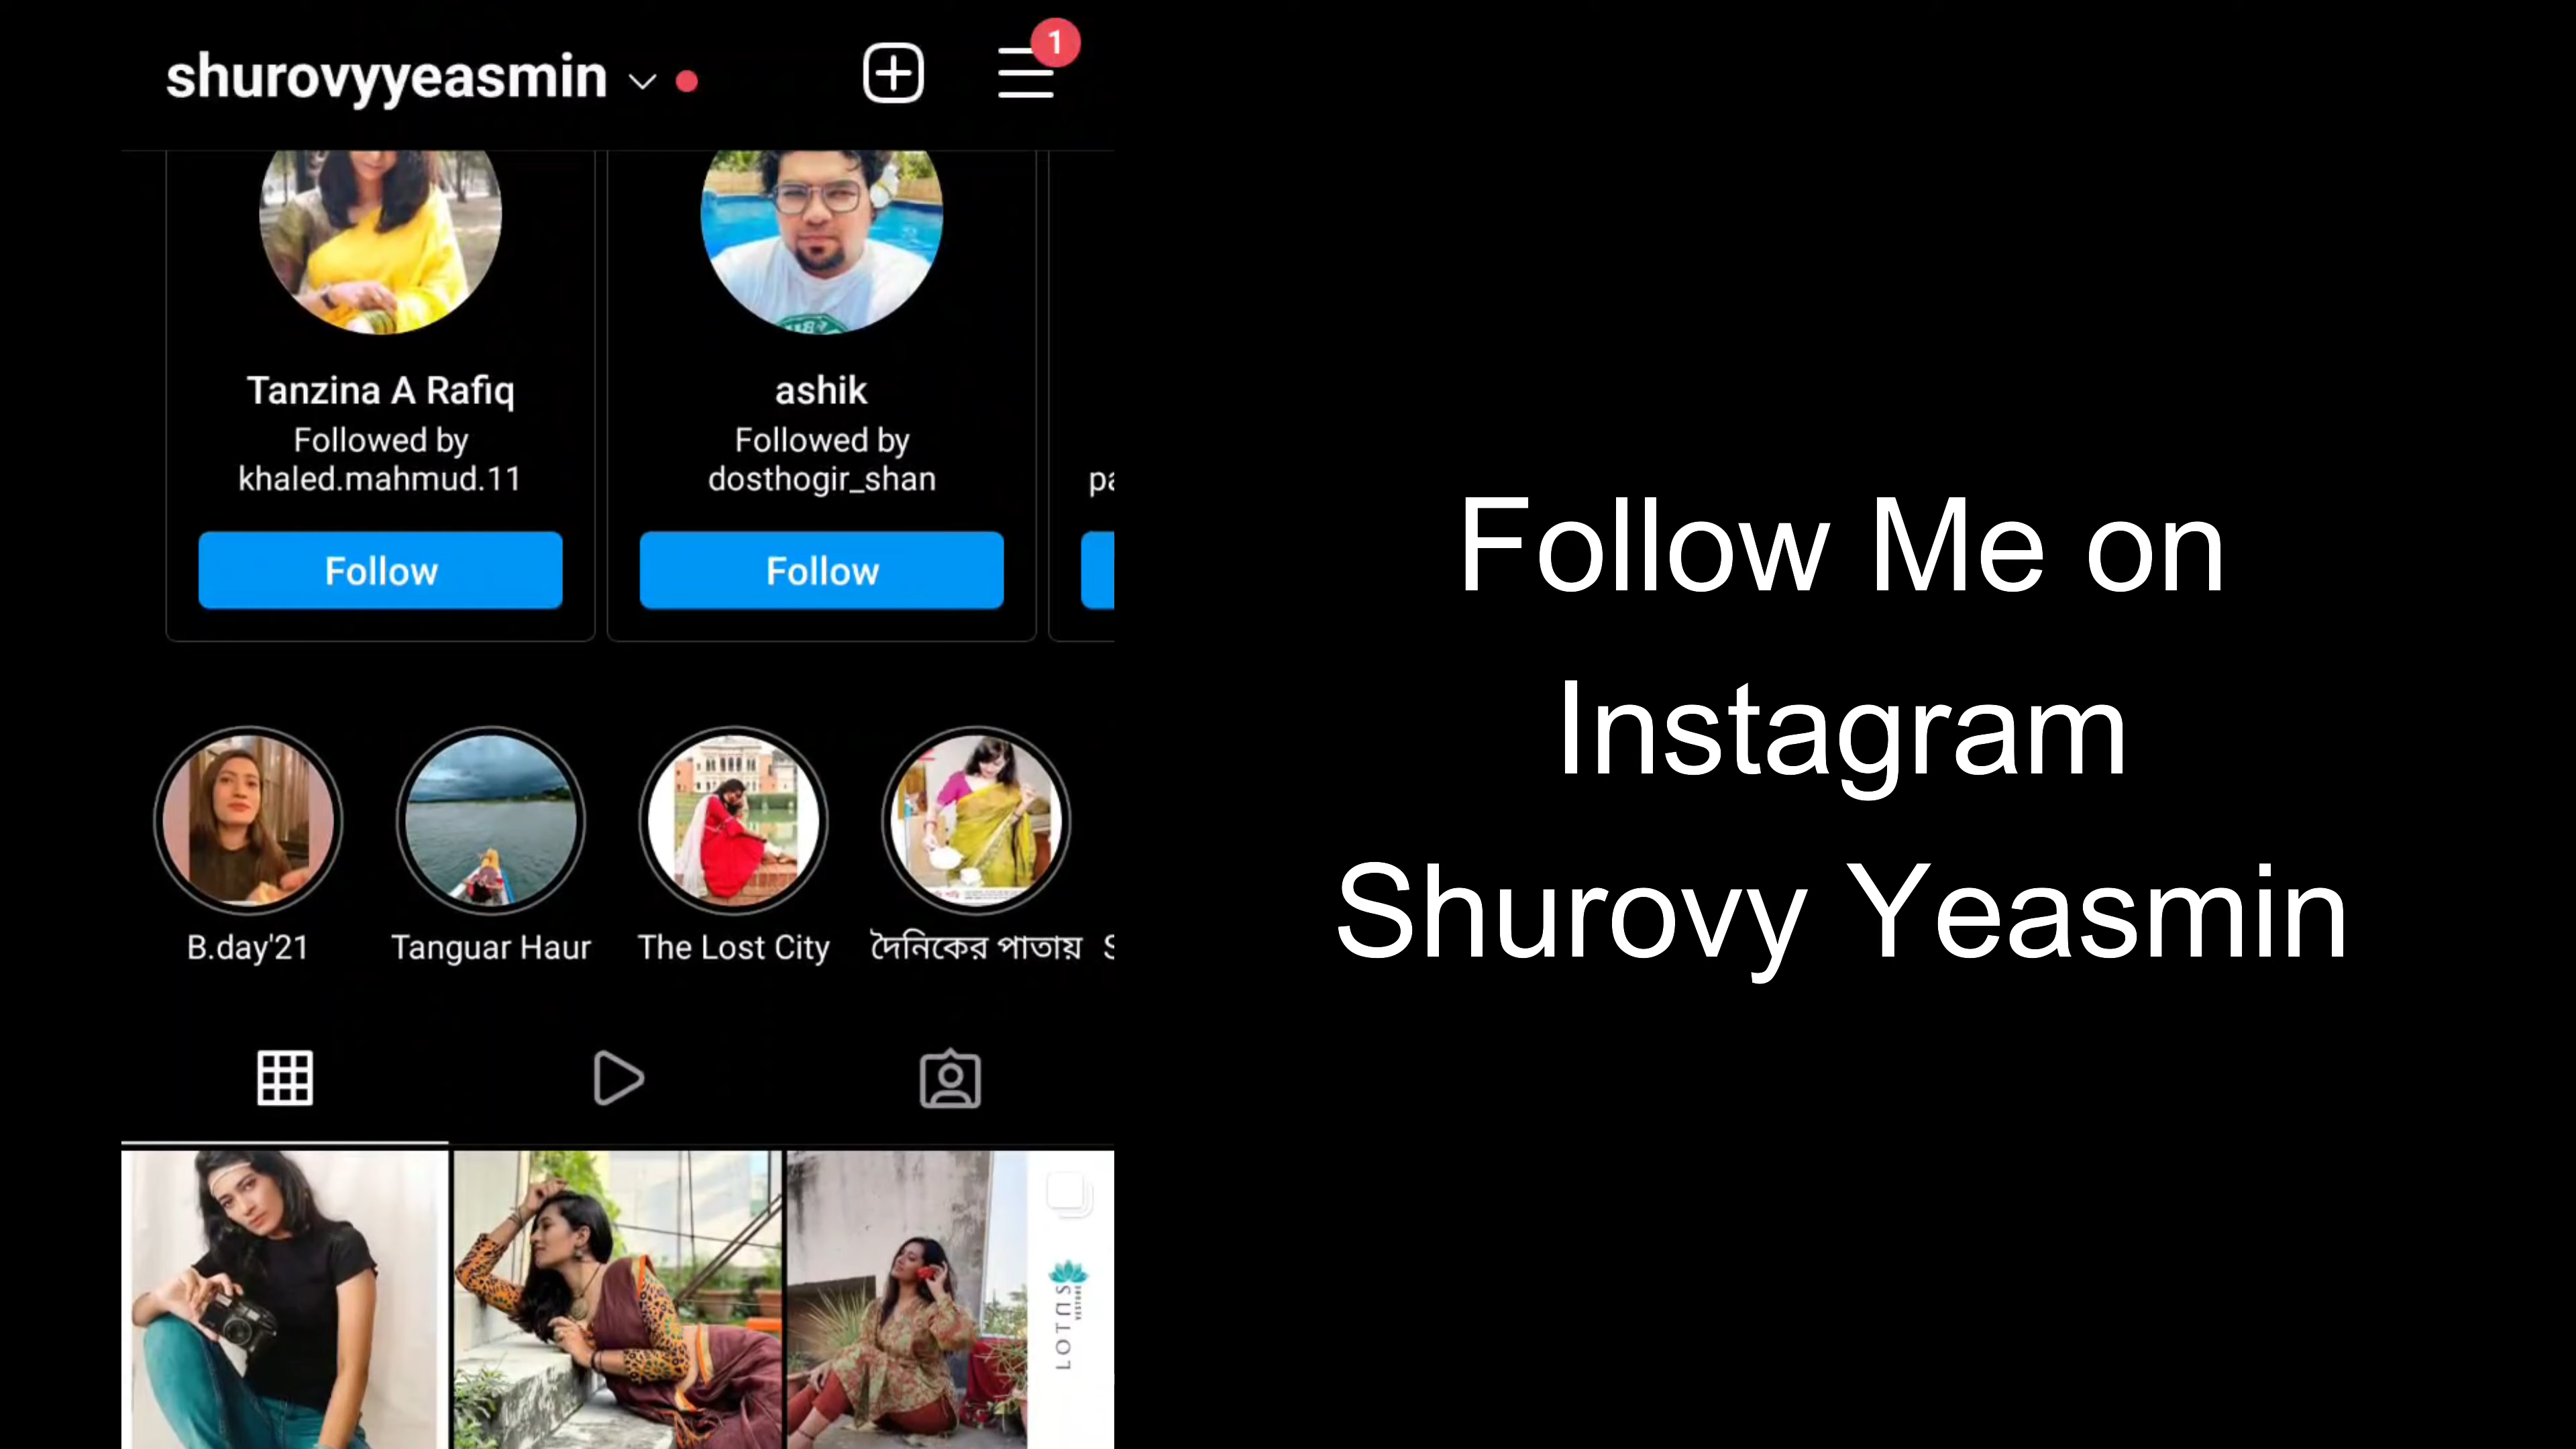 shurovyyeasmin
1
Tanzina A Rafiq
Followed by
khaled.mahmud.11
Follow
ashik
Followed by
dosthogir_shan
Follow
B.day'21
Tanguar Haur
The Lost City
দৈনিকের পাতায়
LOTUS
Follow Me on
Instagram
Shurovy Yeasmin